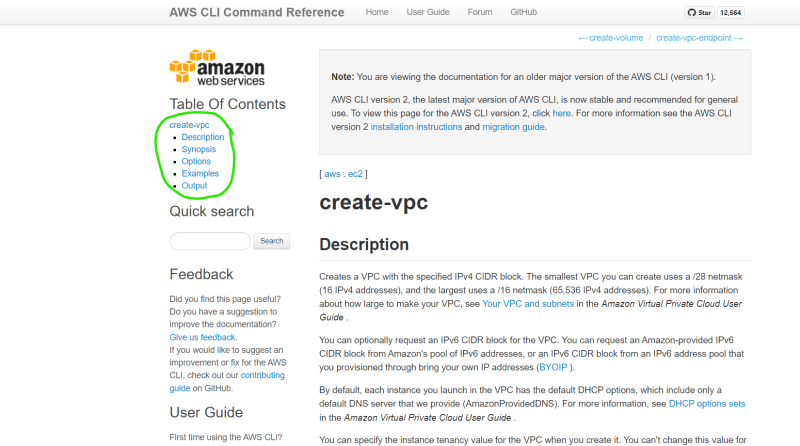 AWS CLI Command Reference Home User Guide Forum GitHub Star 12,564
← create-volume / create-vpc-endpoint →
amazon
web services
Table Of Contents
create-vpc
Description
Synopsis
Options
Examples
Output
Quick search
Search
Feedback
Did you find this page useful?
Do you have a suggestion to
improve the documentation?
Give us feedback.
If you would like to suggest an
improvement or fix for the AWS
CLI, check out our contributing
guide on GitHub.
User Guide
First time using the AWS CLI?
Note: You are viewing the documentation for an older major version of the AWS CLI (version 1).
AWS CLI version 2, the latest major version of AWS CLI, is now stable and recommended for general
use. To view this page for the AWS CLI version 2, click here. For more information see the AWS CLI
version 2 installation instructions and migration guide.
[ aws . ec2 ]
create-vpc
Description
Creates a VPC with the specified IPv4 CIDR block. The smallest VPC you can create uses a /28 netmask
(16 IPv4 addresses), and the largest uses a /16 netmask (65,536 IPv4 addresses). For more information
about how large to make your VPC, see Your VPC and subnets in the Amazon Virtual Private Cloud User
Guide .
You can optionally request an IPv6 CIDR block for the VPC. You can request an Amazon-provided IPv6
CIDR block from Amazon's pool of IPv6 addresses, or an IPv6 CIDR block from an IPv6 address pool that
you provisioned through bring your own IP addresses (BYOIP ).
By default, each instance you launch in the VPC has the default DHCP options, which include only a
default DNS server that we provide (AmazonProvidedDNS). For more information, see DHCP options sets
in the Amazon Virtual Private Cloud User Guide .
You can specify the instance tenancy value for the VPC when you create it. You can't change this value for